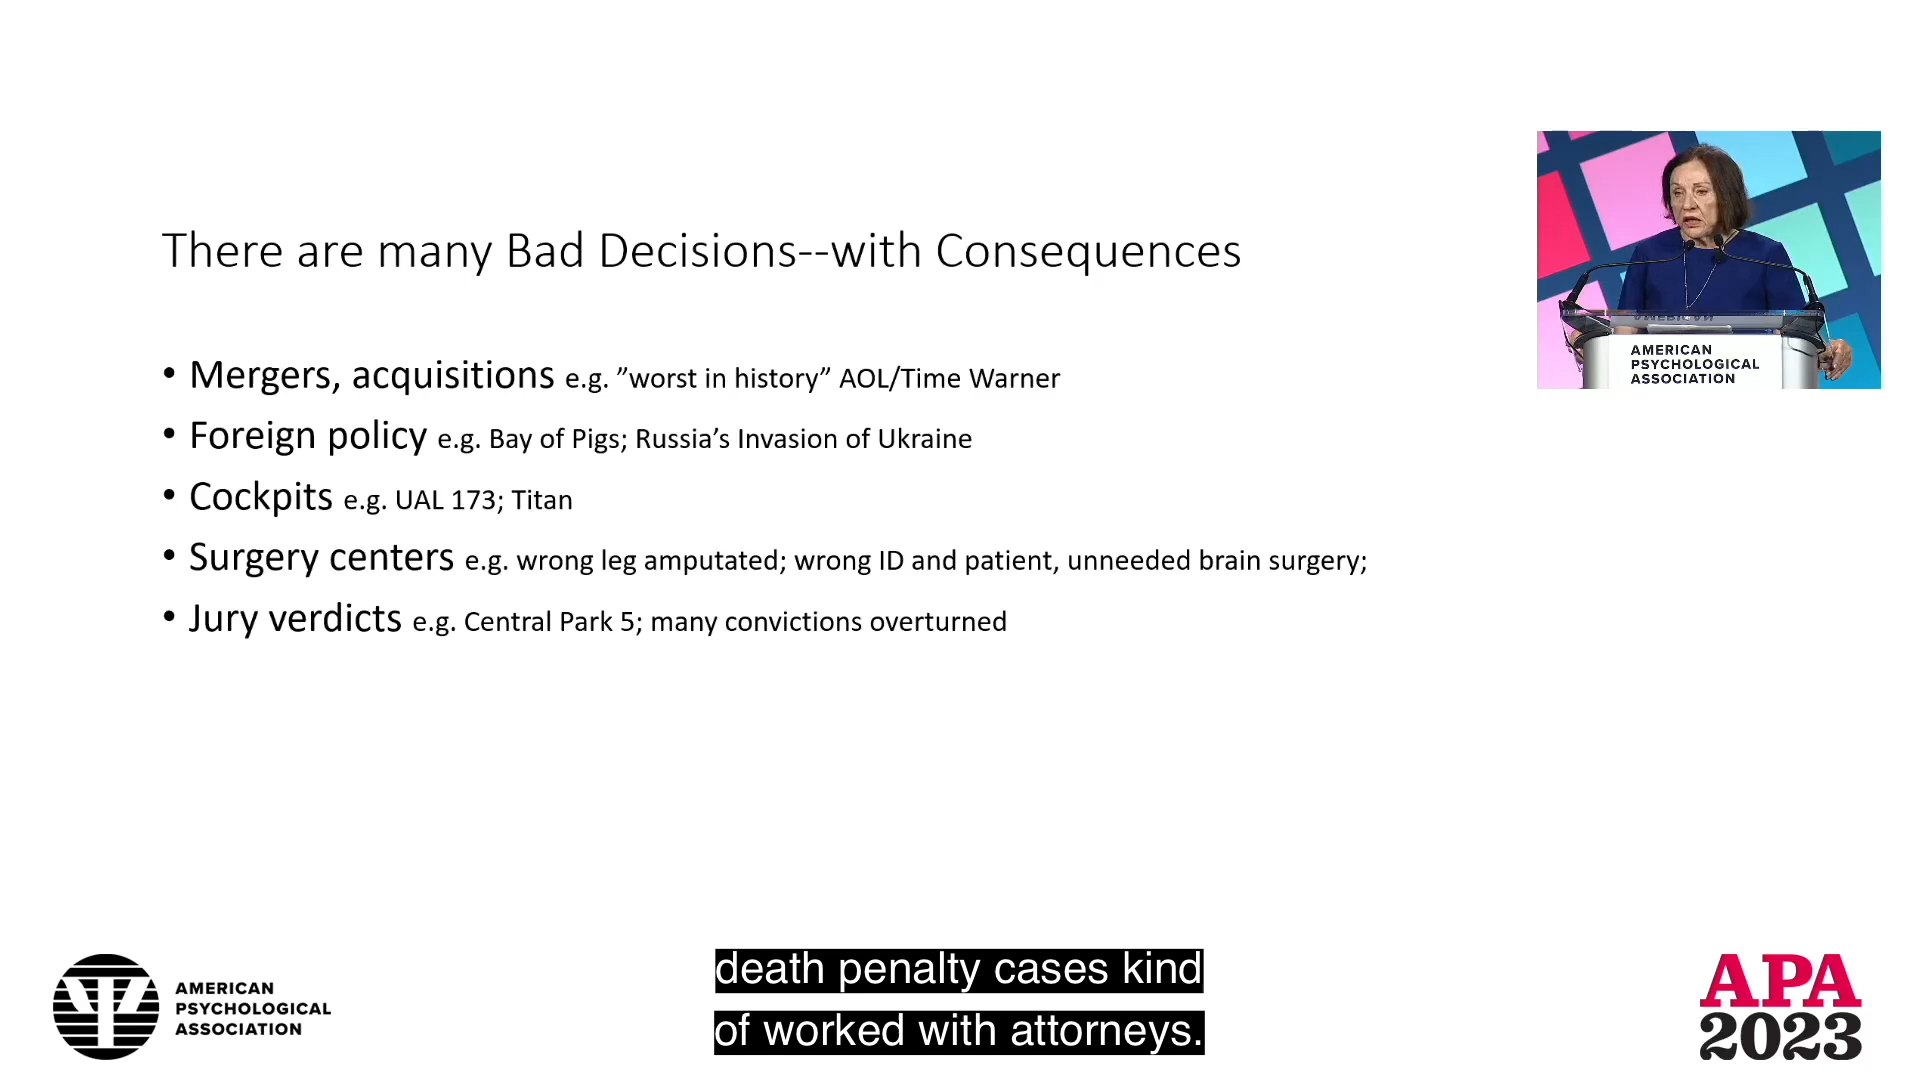 There are many Bad Decisions--with Consequences
• Mergers, acquisitions e.g. ”worst in history” AOL/Time Warner
• Foreign policy e.g. Bay of Pigs; Russia’s Invasion of Ukraine
• Cockpits e.g. UAL 173; Titan
• Surgery centers e.g. wrong leg amputated; wrong ID and patient, unneeded brain surgery;
• Jury verdicts e.g. Central Park 5; many convictions overturned
AMERICAN
PSYCHOLOGICAL
ASSOCIATION
AMERICAN
PSYCHOLOGICAL
ASSOCIATION
death penalty cases kind
of worked with attorneys.
APA
2023